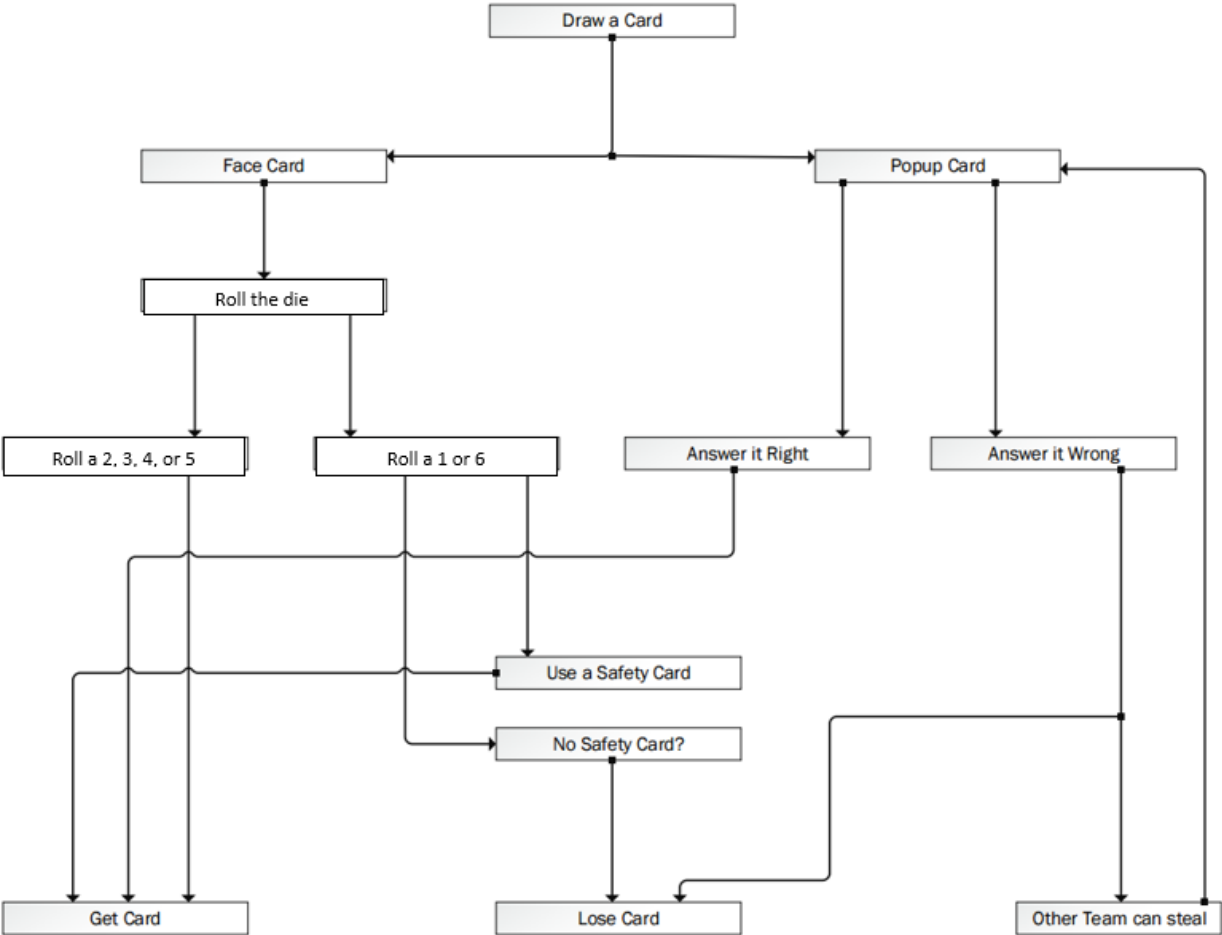 Draw a Card
Face Card
Popup Card
Roll the die
Roll a 2, 3, 4, or 5
Roll a 1 or 6
Answer it Right
Answer it Wrong
Use a Safety Card
No Safety Card?
Get Card
Lose Card
Other Team can steal